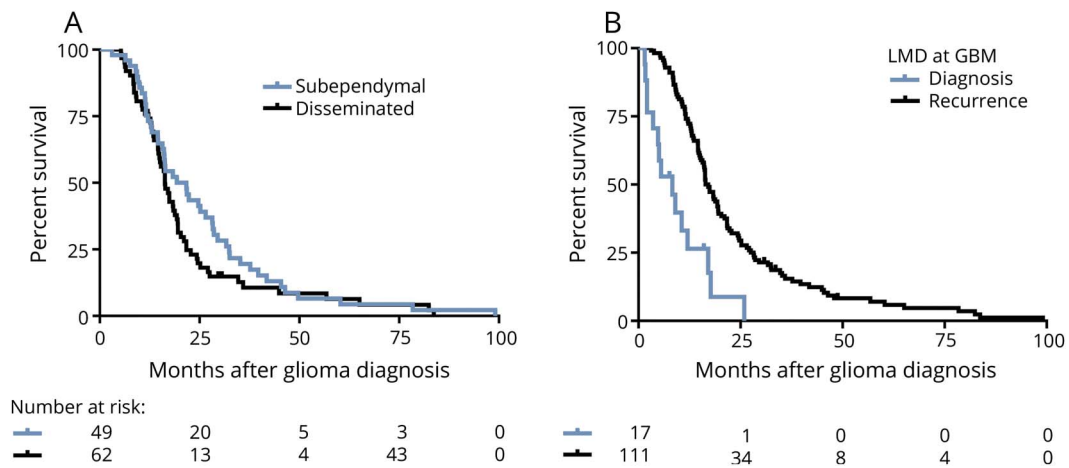 A
100
75
50
25
0
Percent survival
Subependymal
Disseminated
0 25 50 75 100
Months after glioma diagnosis
B
100
75
50
25
0
Percent survival
LMD at GBM
Diagnosis
Recurrence
0 25 50 75 100
Months after glioma diagnosis
Number at risk:
49 20 5 3 0
62 13 4 43 0
17 1 0 0 0
111 34 8 4 0